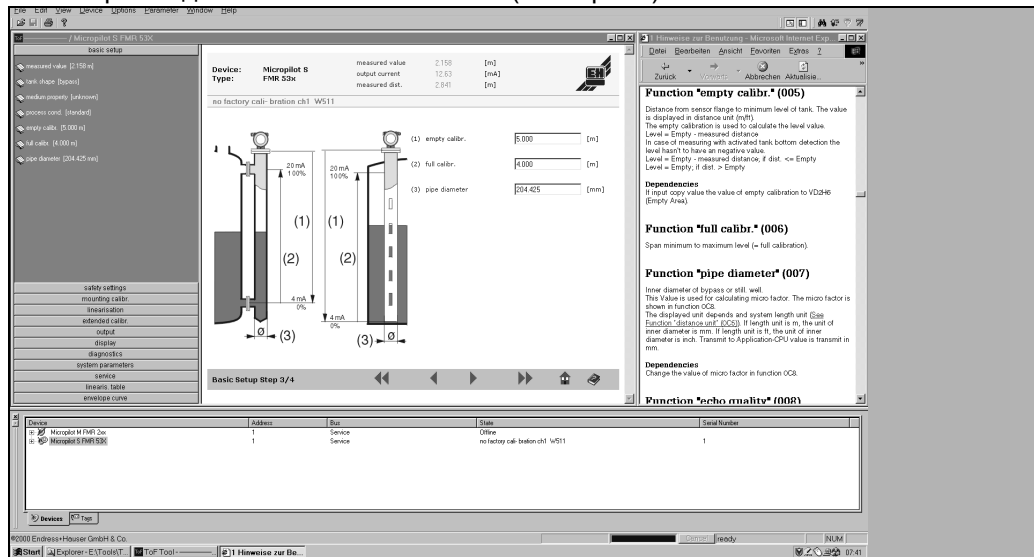 File Edit View Device Options Parameter Window Help
/ Micropilot S FMR 53X
basic setup
measured value [2.158 m]
tank shape [bypass]
medium property [unknown]
process cond. [standard]
empty calibr. [5.000 m]
full calibr. [4.000 m]
pipe diameter [204.425 mm]
safety settings
mounting calibr.
linearisation
extended calibr.
output
display
diagnostics
system parameters
service
linearis. table
envelope curve
Device: Micropilot S
Type: FMR 53x
measured value 2.158 [m]
output current 12.63 [mA]
measured dist. 2.841 [m]
EH
no factory cali- bration ch1 W511
20 mA
100%
20 mA
100%
(1)
(1)
(2)
(2)
4 mA
0%
4 mA
0%
ø (3)
(3) ø
(1) empty calibr. 5.000 [m]
(2) full calibr. 4.000 [m]
(3) pipe diameter 204.425 [mm]
Basic Setup Step 3/4
1 Hinweise zur Benutzung - Microsoft Internet Exp...
Datei Bearbeiten Ansicht Favoriten Extras ?
Zurück Vorwärts Abbrechen Aktualisie...
Function "empty calibr." (005)
Distance from sensor flange to minimum level of tank. The value
is displayed in distance unit (m/ft).
The empty calibration is used to calculate the level value.
Level = Empty - measured distance
In case of measuring with activated tank bottom detection the
level hasn't to have an negative value.
Level = Empty - measured distance, if dist. <= Empty
Level = Empty; if dist. > Empty
Dependencies
If input copy the value of empty calibration to VD2H6
(Empty Area).
Function "full calibr." (006)
Span minimum to maximum level (= full calibration).
Function "pipe diameter" (007)
Inner diameter of bypass or still. well.
This Value is used for calculating micro factor. The micro factor is
shown in function 0C8.
The displayed unit depends and system length unit (See
Function "distance unit" (0C5)). If length unit is m, the unit of
inner diameter is mm. If length unit is ft, the unit of inner
diameter is inch. Transmit to Application-CPU value is transmit in
mm.
Dependencies
Change the value of micro factor in function 0C8.
Function "echo quality" (008)
Device Address Bus State Serial Number
Micropilot M FMR 2xx 1 Service Offline
Micropilot S FMR 53X 1 Service no factory cali- bration ch1 W511 1
Devices Tags
©2000 Endress+Hauser GmbH & Co.
Cancel ready NUM
Start Explorer - E:\Tools\T... ToF Tool - 1 Hinweise zur Be... 07:41